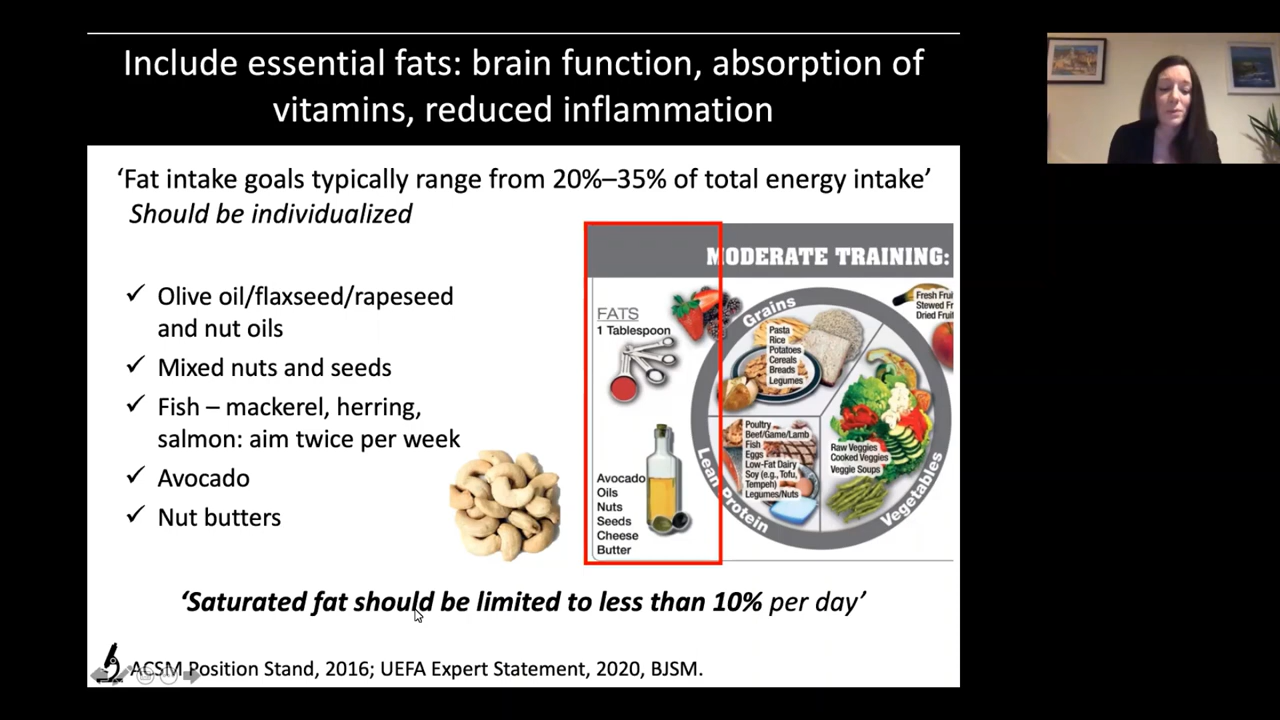 Include essential fats: brain function, absorption of
vitamins, reduced inflammation
‘Fat intake goals typically range from 20%–35% of total energy intake’
Should be individualized
✓ Olive oil/flaxseed/rapeseed
and nut oils
✓ Mixed nuts and seeds
✓ Fish – mackerel, herring,
salmon: aim twice per week
✓ Avocado
✓ Nut butters
MODERATE TRAINING:
FATS
1 Tablespoon
Avocado
Oils
Nuts
Seeds
Cheese
Butter
Grains
Pasta
Rice
Potatoes
Cereals
Breads
Legumes
Fresh
Stewed
Dried
Poultry
Beef/Game/Lamb
Fish
Eggs
Low-Fat Dairy
Soy (e.g., Tofu,
Tempeh)
Legumes/Nuts
Lean protein
Raw Veggies
Cooked Veggies
Veggie Soups
Vegetables
‘Saturated fat should be limited to less than 10% per day’
ACSM Position Stand, 2016; UEFA Expert Statement, 2020, BJSM.